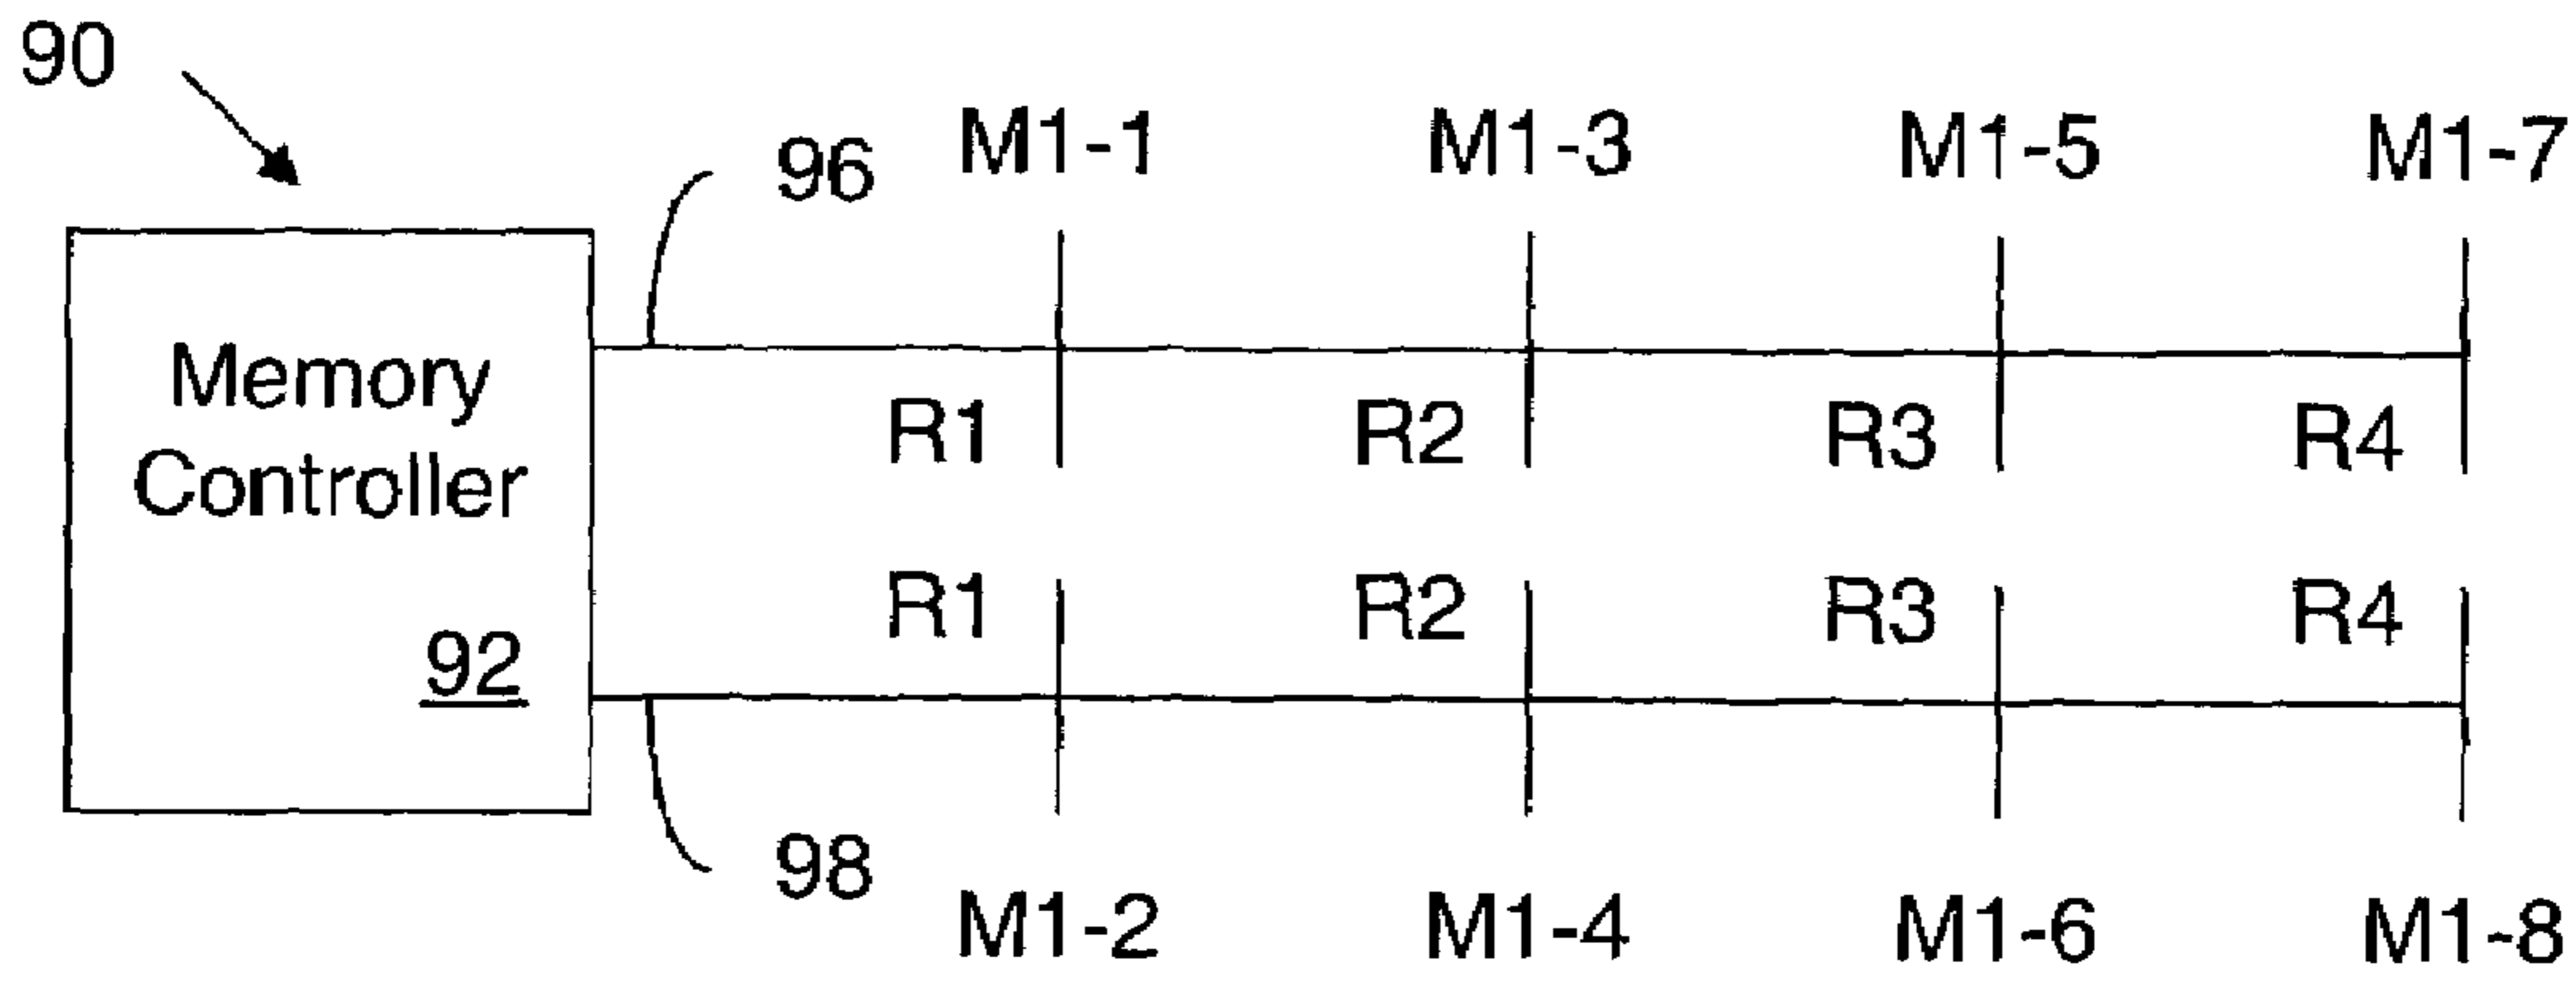 90
96
M1-1
M1-3
M1-5
M1-7
Memory
Controller
92
R1
R2
R3
R4
R1
R2
R3
R4
98
M1-2
M1-4
M1-6
M1-8